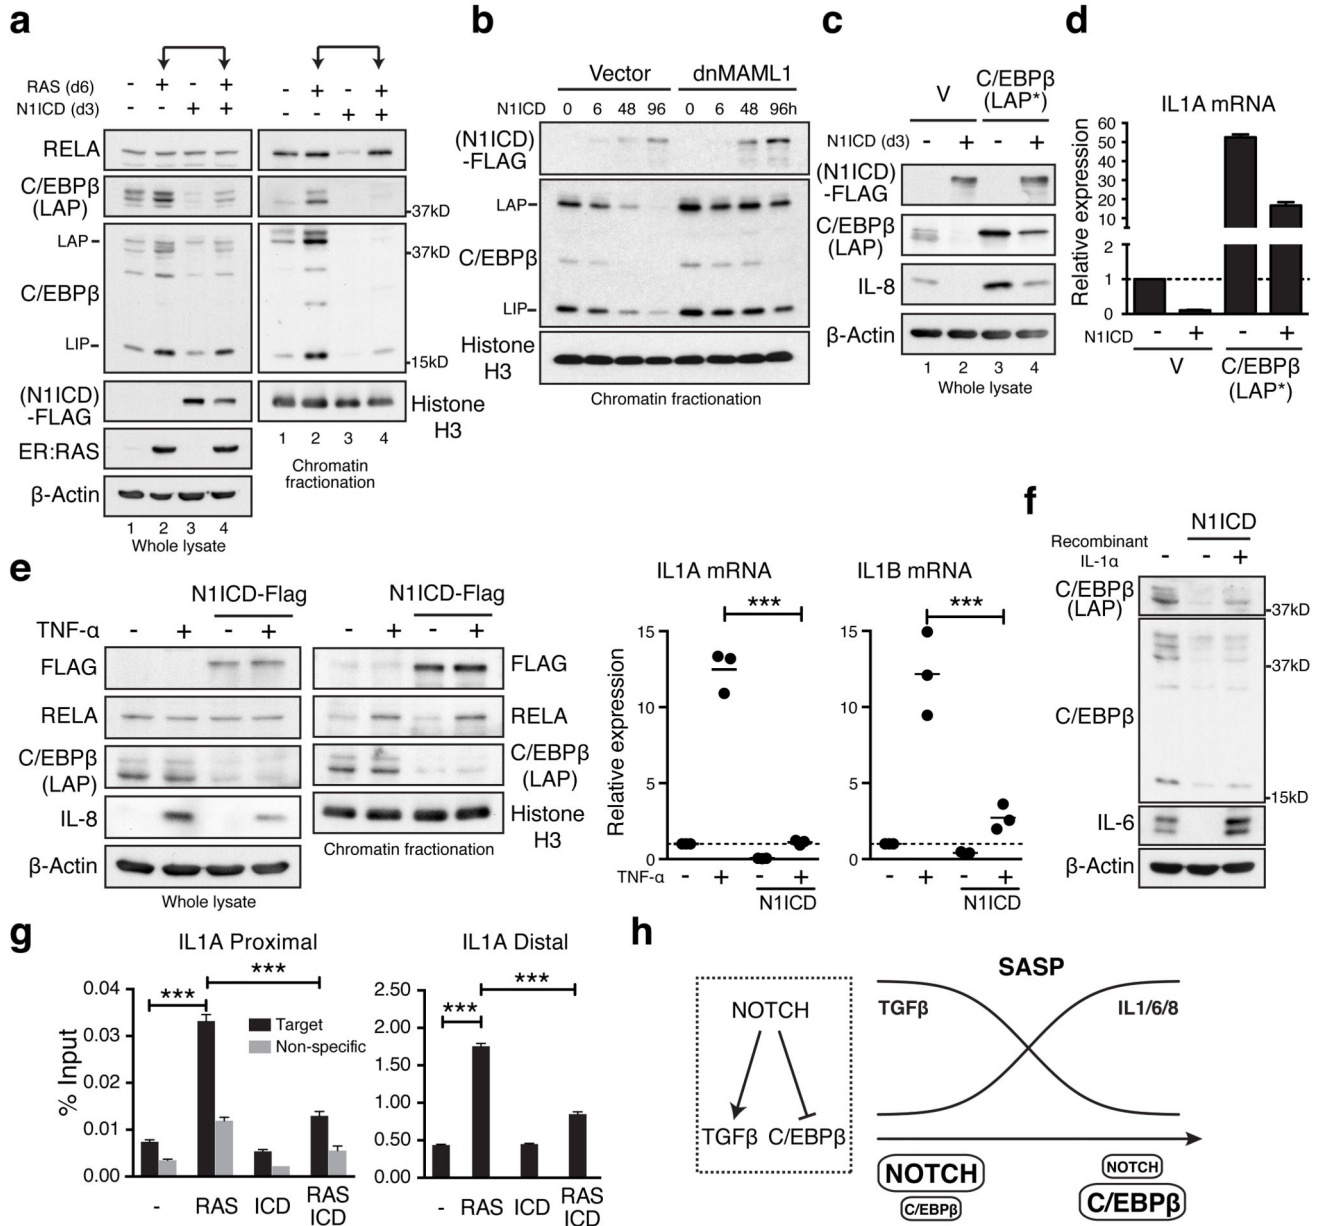 a
RAS (d6) - + - +
N1ICD (d3) - - + +
- + - +
- - + +
RELA
C/EBPβ
(LAP)
-37kD
LAP-
-37kD
C/EBPβ
LIP-
-15kD
(N1ICD)
-FLAG
Histone
H3
1 2 3 4
Chromatin
fractionation
ER:RAS
β-Actin
1 2 3 4
Whole lysate
b
Vector dnMAML1
N1ICD 0 6 48 96 0 6 48 96h
(N1ICD)
-FLAG
LAP-
C/EBPβ
LIP-
Histone
H3
Chromatin fractionation
c
V C/EBPβ
(LAP*)
N1ICD (d3) - + - +
(N1ICD)
-FLAG
C/EBPβ
(LAP)
IL-8
β-Actin
1 2 3 4
Whole lysate
d
IL1A mRNA
Relative expression
60
50
40
30
20
10
2
1
0
N1ICD - + - +
V C/EBPβ
(LAP*)
e
N1ICD-Flag
TNF-α - + - +
FLAG
RELA
C/EBPβ
(LAP)
IL-8
β-Actin
Whole lysate
N1ICD-Flag
- + - +
FLAG
RELA
C/EBPβ
(LAP)
Histone
H3
Chromatin fractionation
IL1A mRNA
***
Relative expression
15
10
5
0
TNF-α - + - +
N1ICD
IL1B mRNA
***
15
10
5
0
- + - +
N1ICD
f
N1ICD
Recombinant
IL-1α
- - +
C/EBPβ
(LAP)
-37kD
-37kD
C/EBPβ
-15kD
IL-6
β-Actin
g
IL1A Proximal
***
***
% Input
0.04
0.03
0.02
0.01
0.00
Target
Non-specific
- RAS ICD RAS
ICD
IL1A Distal
***
***
2.50
2.00
1.50
1.00
0.50
0.00
- RAS ICD RAS
ICD
h
NOTCH
TGFβ C/EBPβ
SASP
TGFβ IL1/6/8
NOTCH
C/EBPβ
NOTCH
C/EBPβ